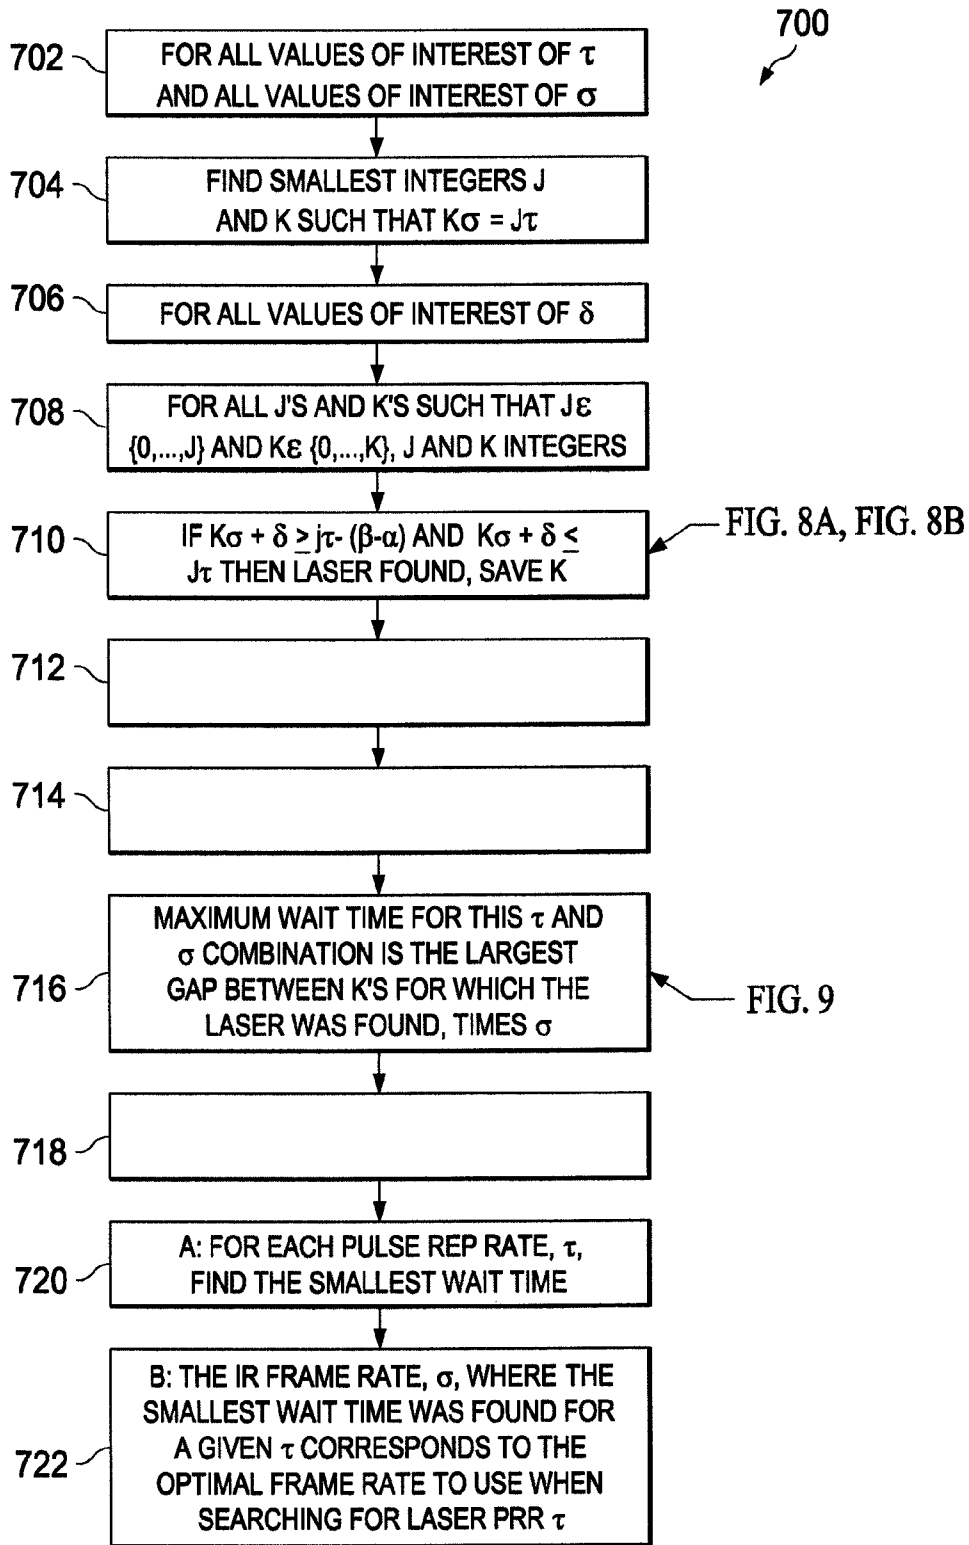 700
702
FOR ALL VALUES OF INTEREST OF τ
AND ALL VALUES OF INTEREST OF σ
704
FIND SMALLEST INTEGERS J
AND K SUCH THAT Kσ = Jτ
706
FOR ALL VALUES OF INTEREST OF δ
708
FOR ALL J'S AND K'S SUCH THAT Jε
{0,...,J} AND Kε {0,...,K}, J AND K INTEGERS
710
IF Kσ + δ ≥ jτ- (β-α) AND Kσ + δ ≤
Jτ THEN LASER FOUND, SAVE K
FIG. 8A, FIG. 8B
712
714
716
MAXIMUM WAIT TIME FOR THIS τ AND
σ COMBINATION IS THE LARGEST
GAP BETWEEN K'S FOR WHICH THE
LASER WAS FOUND, TIMES σ
FIG. 9
718
720
A: FOR EACH PULSE REP RATE, τ,
FIND THE SMALLEST WAIT TIME
722
B: THE IR FRAME RATE, σ, WHERE THE
SMALLEST WAIT TIME WAS FOUND FOR
A GIVEN τ CORRESPONDS TO THE
OPTIMAL FRAME RATE TO USE WHEN
SEARCHING FOR LASER PRR τ